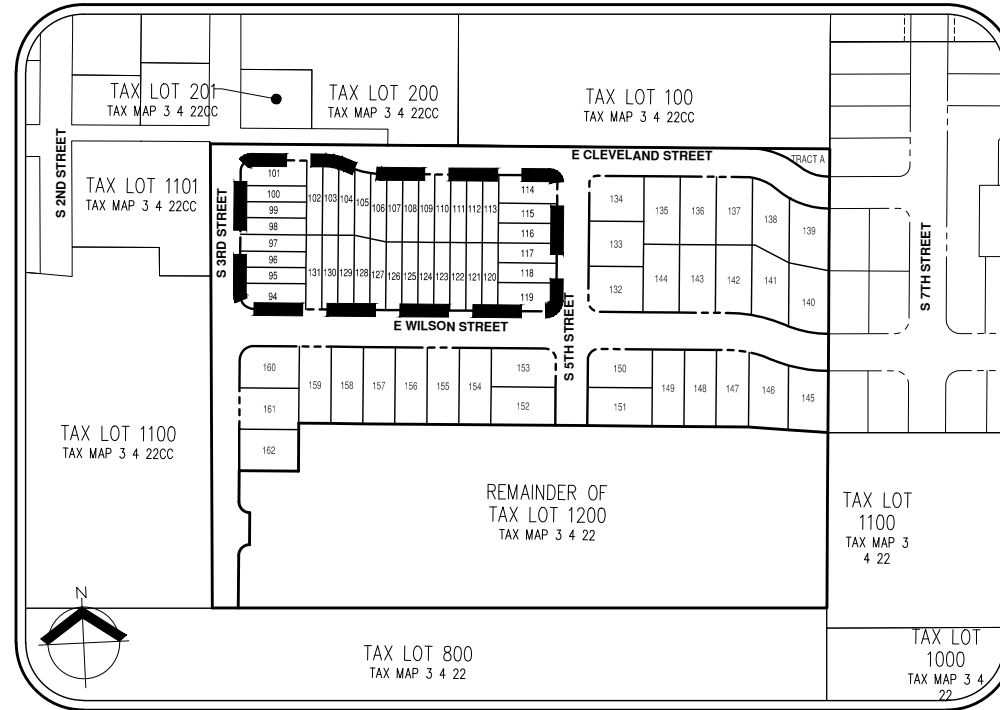 TAX LOT 201
TAX MAP 3 4 22CC
TAX LOT 200
TAX MAP 3 4 22CC
TAX LOT 100
TAX MAP 3 4 22CC
S 2ND STREET
TAX LOT 1101
TAX MAP 3 4 22CC
E CLEVELAND STREET
TRACT A
S 3RD STREET
101
100
99
98
97
96
95
94
102 103 104 105 106 107 108 109 110 111 112 113
114
115
116
117
118
119
131 130 129 128 127 126 125 124 123 122 121 120
134
133
132
135 136 137 138 139
144 143 142 141 140
S 7TH STREET
E WILSON STREET
S 5TH STREET
160
161
162
159 158 157 156 155 154
153
152
150
151
149 148 147 146 145
TAX LOT 1100
TAX MAP 3 4 22CC
REMAINDER OF
TAX LOT 1200
TAX MAP 3 4 22
TAX LOT
1100
TAX MAP 3
4 22
N
TAX LOT 800
TAX MAP 3 4 22
TAX LOT
1000
TAX MAP 3 4
22